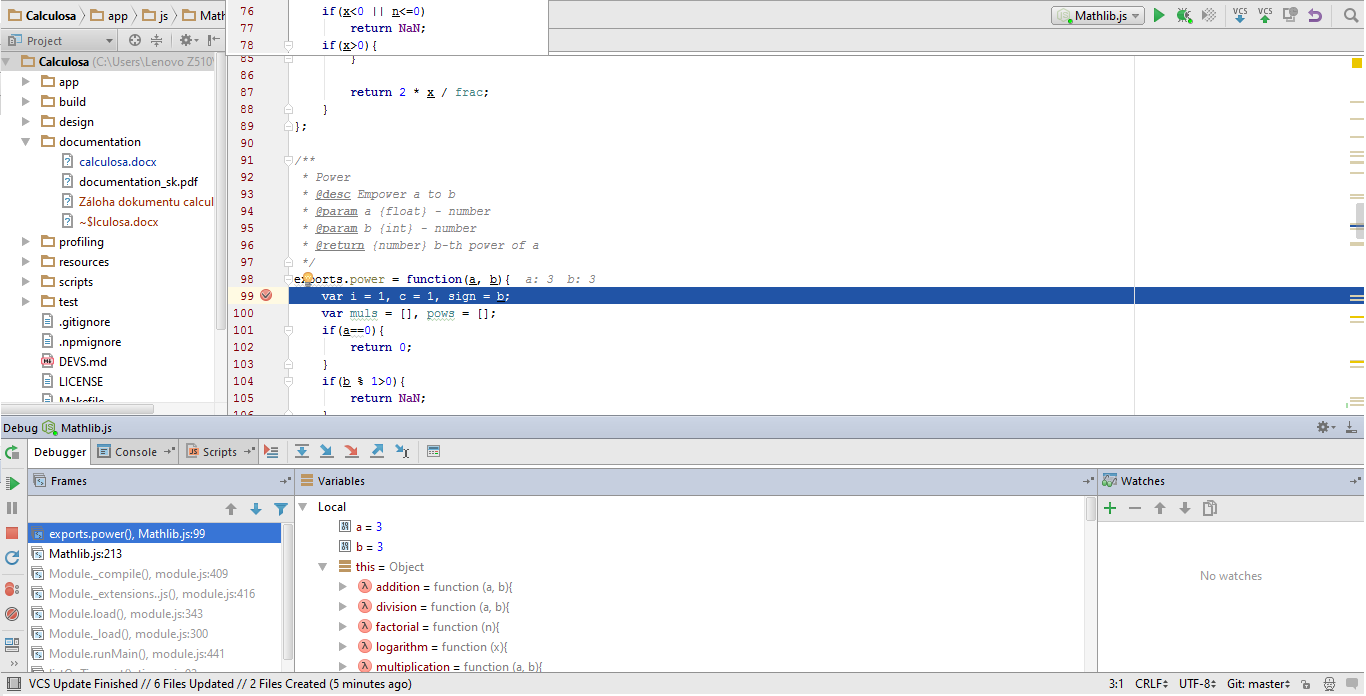 Calculosa app js Math
Mathlib.js
VCS VCS
Project
Calculosa (C:\Users\Lenovo Z510\
app
build
design
documentation
calculosa.docx
documentation_sk.pdf
Záloha dokumentu calcul
~$lculosa.docx
profiling
resources
scripts
test
.gitignore
.npmignore
DEVS.md
LICENSE
Makefile
76 if(x<0 || n<=0)
77 return NaN;
78 if(x>0){
85 }
86
87 return 2 * x / frac;
88 }
89 };
90
91 /**
92 * Power
93 * @desc Empower a to b
94 * @param a {float} - number
95 * @param b {int} - number
96 * @return {number} b-th power of a
97 */
98 exports.power = function(a, b){ a: 3 b: 3
99 var i = 1, c = 1, sign = b;
100 var muls = [], pows = [];
101 if(a==0){
102 return 0;
103 }
104 if(b % 1>0){
105 return NaN;
106 }
Debug Mathlib.js
Debugger Console Scripts
Frames
exports.power(), Mathlib.js:99
Mathlib.js:213
Module._compile(), module.js:409
Module._extensions..js(), module.js:416
Module.load(), module.js:343
Module._load(), module.js:300
Module.runMain(), module.js:441
Variables
Local
a = 3
b = 3
this = Object
addition = function (a, b){
division = function (a, b){
factorial = function (n){
logarithm = function (x){
multiplication = function (a, b){
Watches
No watches
VCS Update Finished // 6 Files Updated // 2 Files Created (5 minutes ago)
3:1 CRLF UTF-8 Git: master